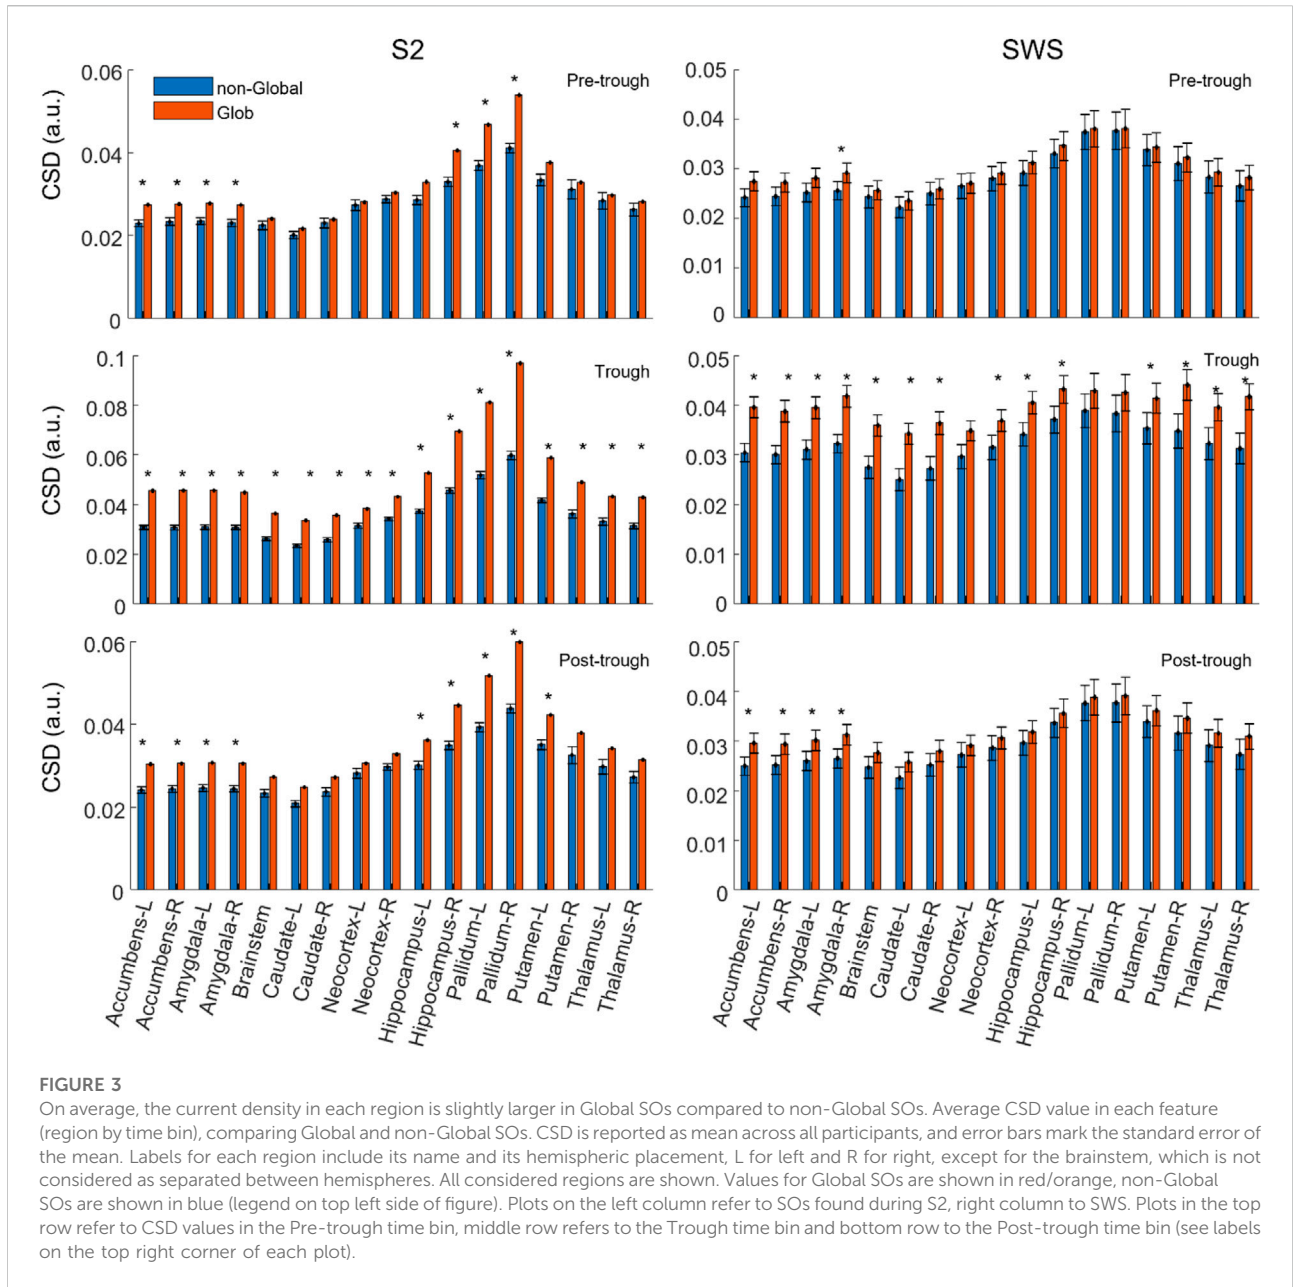 S2
SWS
0.06
0.04
0.02
0
CSD (a.u.)
non-Global
Glob
Pre-trough
* * * * * * *
0.05
0.04
0.03
0.02
0.01
0
Pre-trough
*
0.1
0.08
0.06
0.04
0.02
0
CSD (a.u.)
Trough
* * * * * * * * * * * * * * * * *
0.05
0.04
0.03
0.02
0.01
0
Trough
* * * * * * * * * * * * * *
0.06
0.04
0.02
0
CSD (a.u.)
Post-trough
* * * * * * * * *
0.05
0.04
0.03
0.02
0.01
0
Post-trough
* * * *
Accumbens-L
Accumbens-R
Amygdala-L
Amygdala-R
Brainstem
Caudate-L
Caudate-R
Neocortex-L
Neocortex-R
Hippocampus-L
Hippocampus-R
Pallidum-L
Pallidum-R
Putamen-L
Putamen-R
Thalamus-L
Thalamus-R
Accumbens-L
Accumbens-R
Amygdala-L
Amygdala-R
Brainstem
Caudate-L
Caudate-R
Neocortex-L
Neocortex-R
Hippocampus-L
Hippocampus-R
Pallidum-L
Pallidum-R
Putamen-L
Putamen-R
Thalamus-L
Thalamus-R
FIGURE 3
On average, the current density in each region is slightly larger in Global SOs compared to non-Global SOs. Average CSD value in each feature
(region by time bin), comparing Global and non-Global SOs. CSD is reported as mean across all participants, and error bars mark the standard error of
the mean. Labels for each region include its name and its hemispheric placement, L for left and R for right, except for the brainstem, which is not
considered as separated between hemispheres. All considered regions are shown. Values for Global SOs are shown in red/orange, non-Global
SOs are shown in blue (legend on top left side of figure). Plots on the left column refer to SOs found during S2, right column to SWS. Plots in the top
row refer to CSD values in the Pre-trough time bin, middle row refers to the Trough time bin and bottom row to the Post-trough time bin (see labels
on the top right corner of each plot).